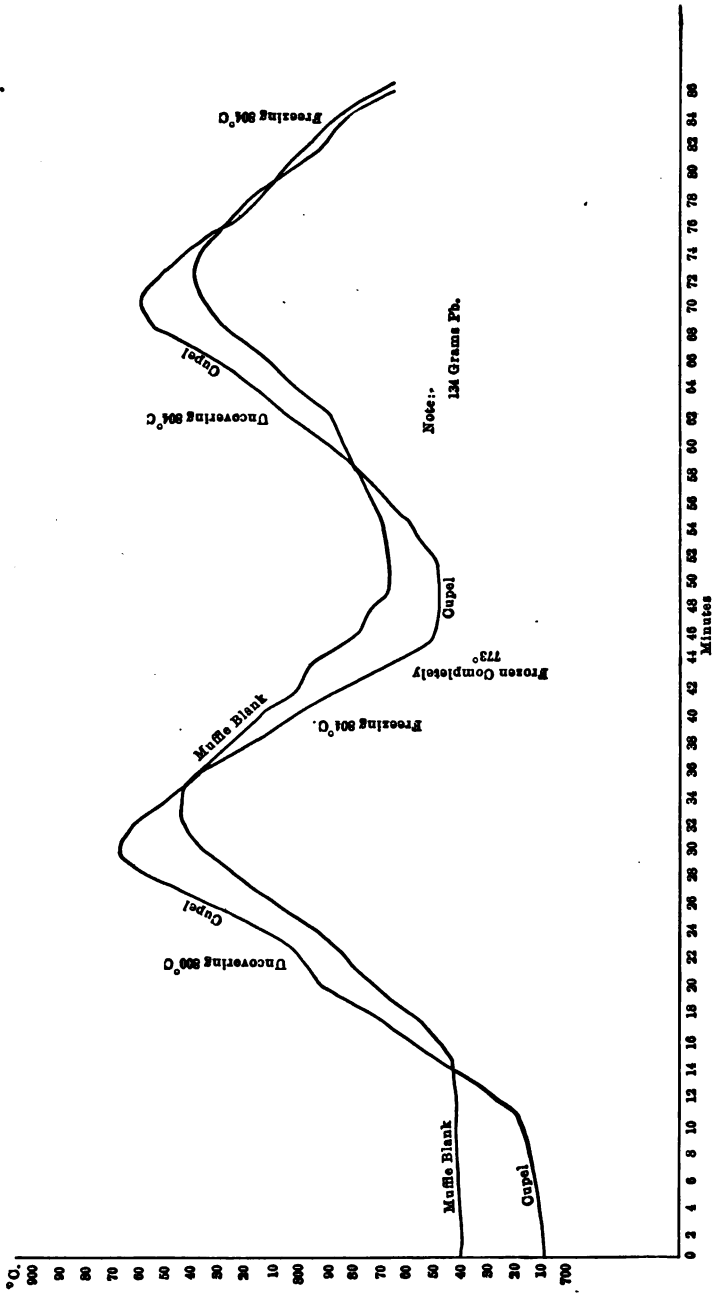 °C.
900
90
80
70
60
50
40
30
20
10
800
90
80
70
60
50
40
30
20
10
700
Muffle Blank
Cupel
Uncovering 800°C
Cupel
Muffle Blank
Freezing 801°C.
Frozen Completely
773°
Cupel
Note:-
134 Grams Pb.
Uncovering 804°C
Cupel
Freezing 804°C
0 2 4 6 8 10 12 14 16 18 20 22 24 26 28 30 32 34 36 38 40 42 44 46 48 50 52 54 56 58 60 62 64 66 68 70 72 74 76 78 80 82 84 86
Minutes